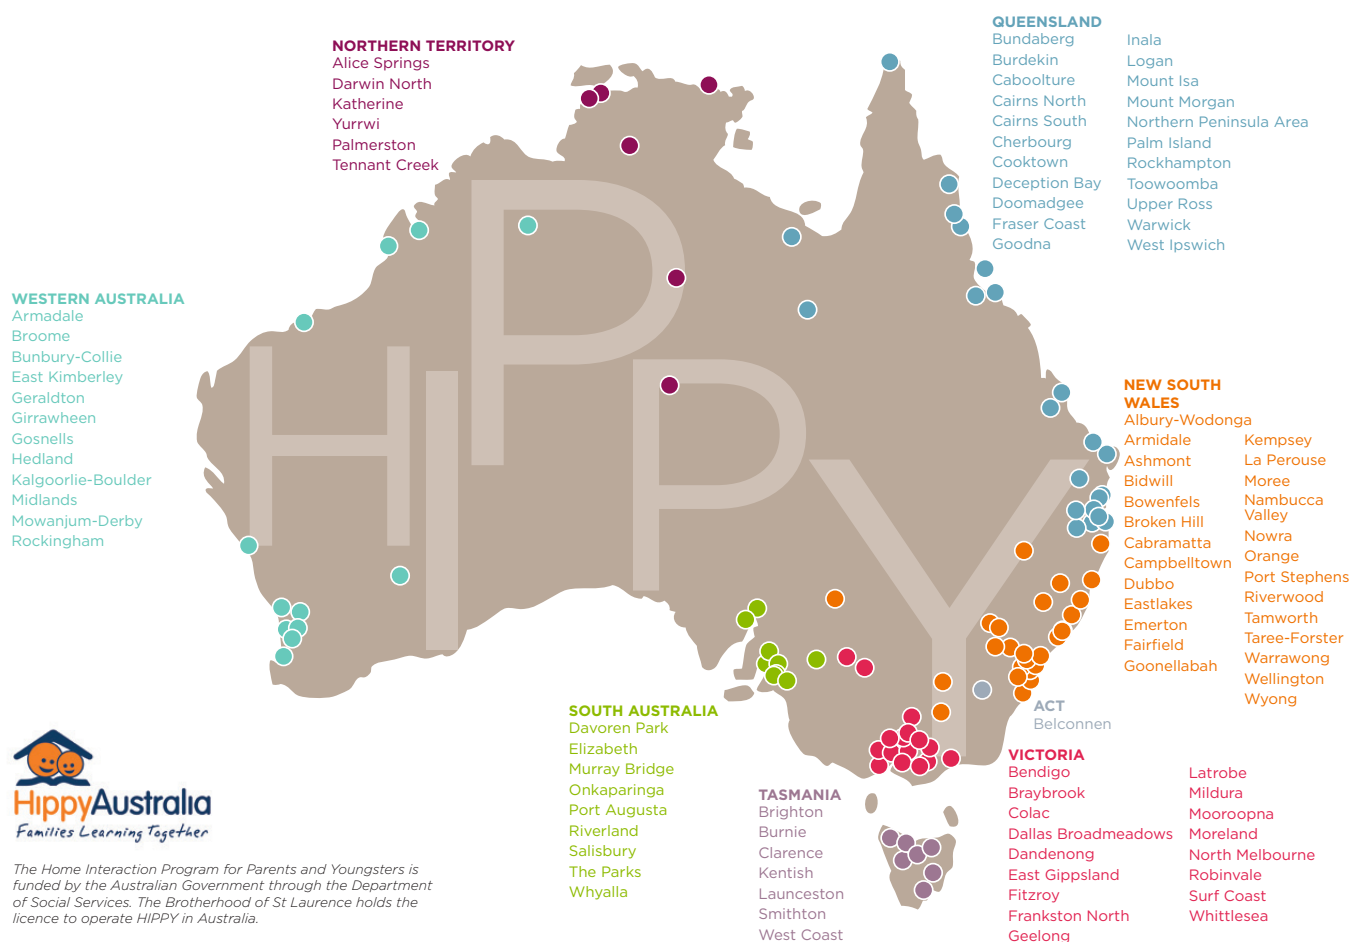 NORTHERN TERRITORY
Alice Springs
Darwin North
Katherine
Yurrwi
Palmerston
Tennant Creek
QUEENSLAND
Bundaberg
Burdekin
Caboolture
Cairns North
Cairns South
Cherbourg
Cooktown
Deception Bay
Doomadgee
Fraser Coast
Goodna
Inala
Logan
Mount Isa
Mount Morgan
Northern Peninsula Area
Palm Island
Rockhampton
Toowoomba
Upper Ross
Warwick
West Ipswich
WESTERN AUSTRALIA
Armadale
Broome
Bunbury-Collie
East Kimberley
Geraldton
Girrawheen
Gosnells
Hedland
Kalgoorlie-Boulder
Midlands
Mowanjum-Derby
Rockingham
HIPPY
NEW SOUTH
WALES
Albury-Wodonga
Armidale
Ashmont
Bidwill
Bowenfels
Broken Hill
Cabramatta
Campbelltown
Dubbo
Eastlakes
Emerton
Fairfield
Goonellabah
Kempsey
La Perouse
Moree
Nambucca
Valley
Nowra
Orange
Port Stephens
Riverwood
Tamworth
Taree-Forster
Warrawong
Wellington
Wyong
ACT
Belconnen
SOUTH AUSTRALIA
Davoren Park
Elizabeth
Murray Bridge
Onkaparinga
Port Augusta
Riverland
Salisbury
The Parks
Whyalla
TASMANIA
Brighton
Burnie
Clarence
Kentish
Launceston
Smithton
West Coast
VICTORIA
Bendigo
Braybrook
Colac
Dallas Broadmeadows
Dandenong
East Gippsland
Fitzroy
Frankston North
Geelong
Latrobe
Mildura
Mooroopna
Moreland
North Melbourne
Robinvale
Surf Coast
Whittlesea
HippyAustralia
Families Learning Together
The Home Interaction Program for Parents and Youngsters is
funded by the Australian Government through the Department
of Social Services. The Brotherhood of St Laurence holds the
licence to operate HIPPY in Australia.